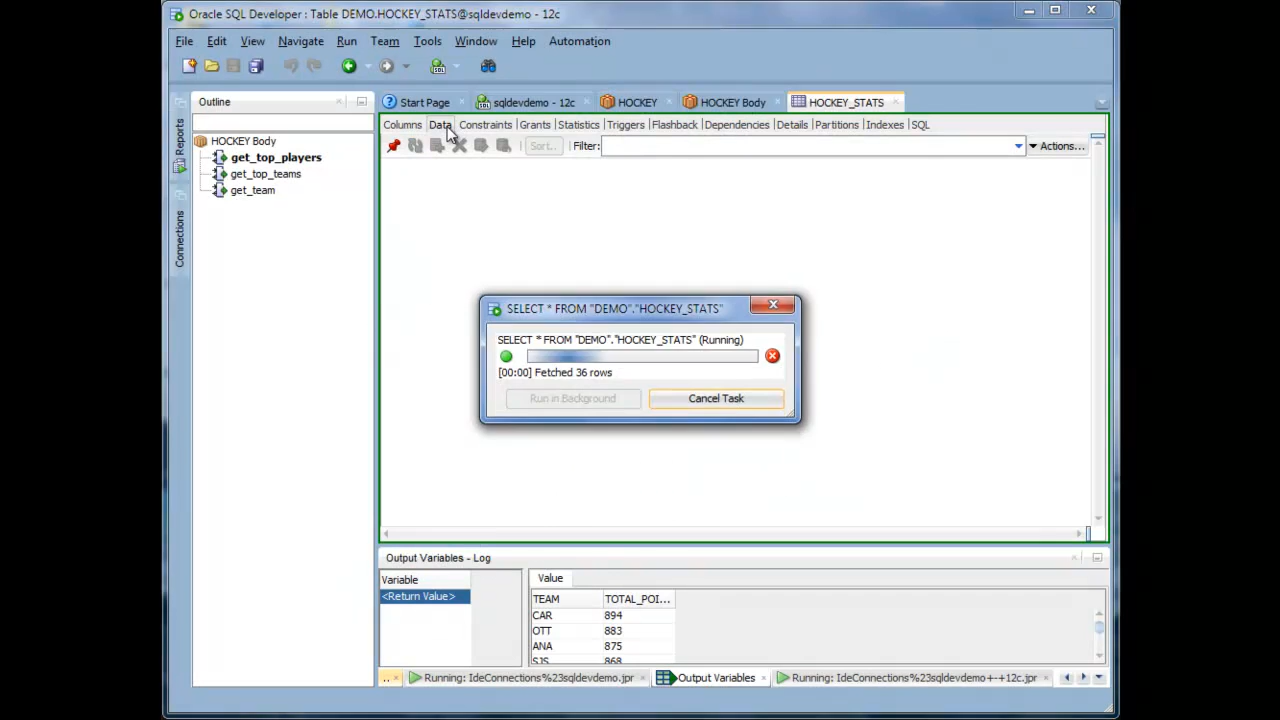 Oracle SQL Developer : Table DEMO.HOCKEY_STATS@sqldevdemo - 12c
File Edit View Navigate Run Team Tools Window Help Automation
Outline
Start Page sqldevdemo - 12c HOCKEY HOCKEY Body HOCKEY_STATS
Columns Data Constraints Grants Statistics Triggers Flashback Dependencies Details Partitions Indexes SQL
Sort.. Filter: Actions...
Reports
Connections
HOCKEY Body
get_top_players
get_top_teams
get_team
SELECT * FROM "DEMO"."HOCKEY_STATS"
SELECT * FROM "DEMO"."HOCKEY_STATS" (Running)
[00:00] Fetched 36 rows
Run in Background Cancel Task
Output Variables - Log
Variable
<Return Value>
Value
TEAM TOTAL_POI...
CAR 894
OTT 883
ANA 875
SJS 868
.. Running: IdeConnections%23sqldevdemo.jpr Output Variables Running: IdeConnections%23sqldevdemo+-+12c.jpr